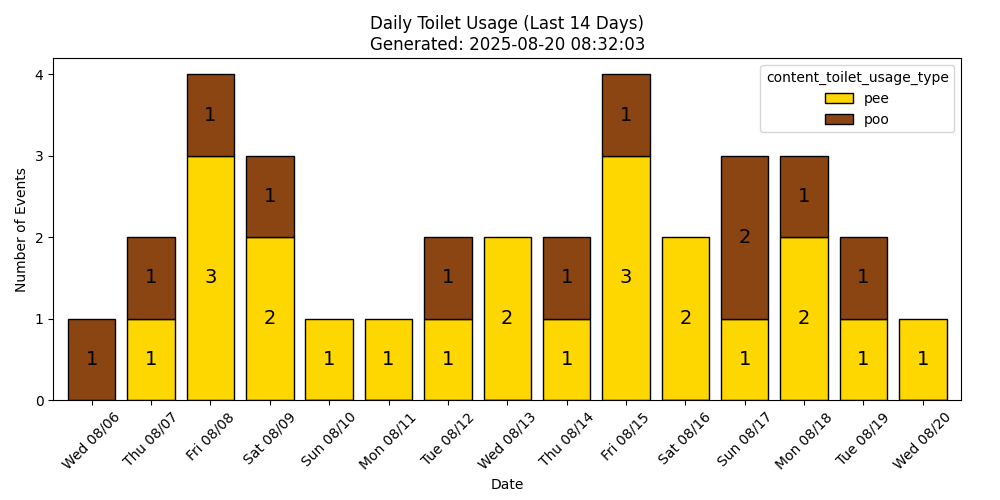 Daily Toilet Usage (Last 14 Days)
Generated: 2025-08-20 08:32:03
content_toilet_usage_type
pee
poo
Number of Events
4
3
2
1
0
1
1
1
3
1
2
1
1
1
1
1
2
1
1
3
1
2
1
2
2
1
1
1
1
Wed 08/06
Thu 08/07
Fri 08/08
Sat 08/09
Sun 08/10
Mon 08/11
Tue 08/12
Wed 08/13
Thu 08/14
Fri 08/15
Sat 08/16
Sun 08/17
Mon 08/18
Tue 08/19
Wed 08/20
Date